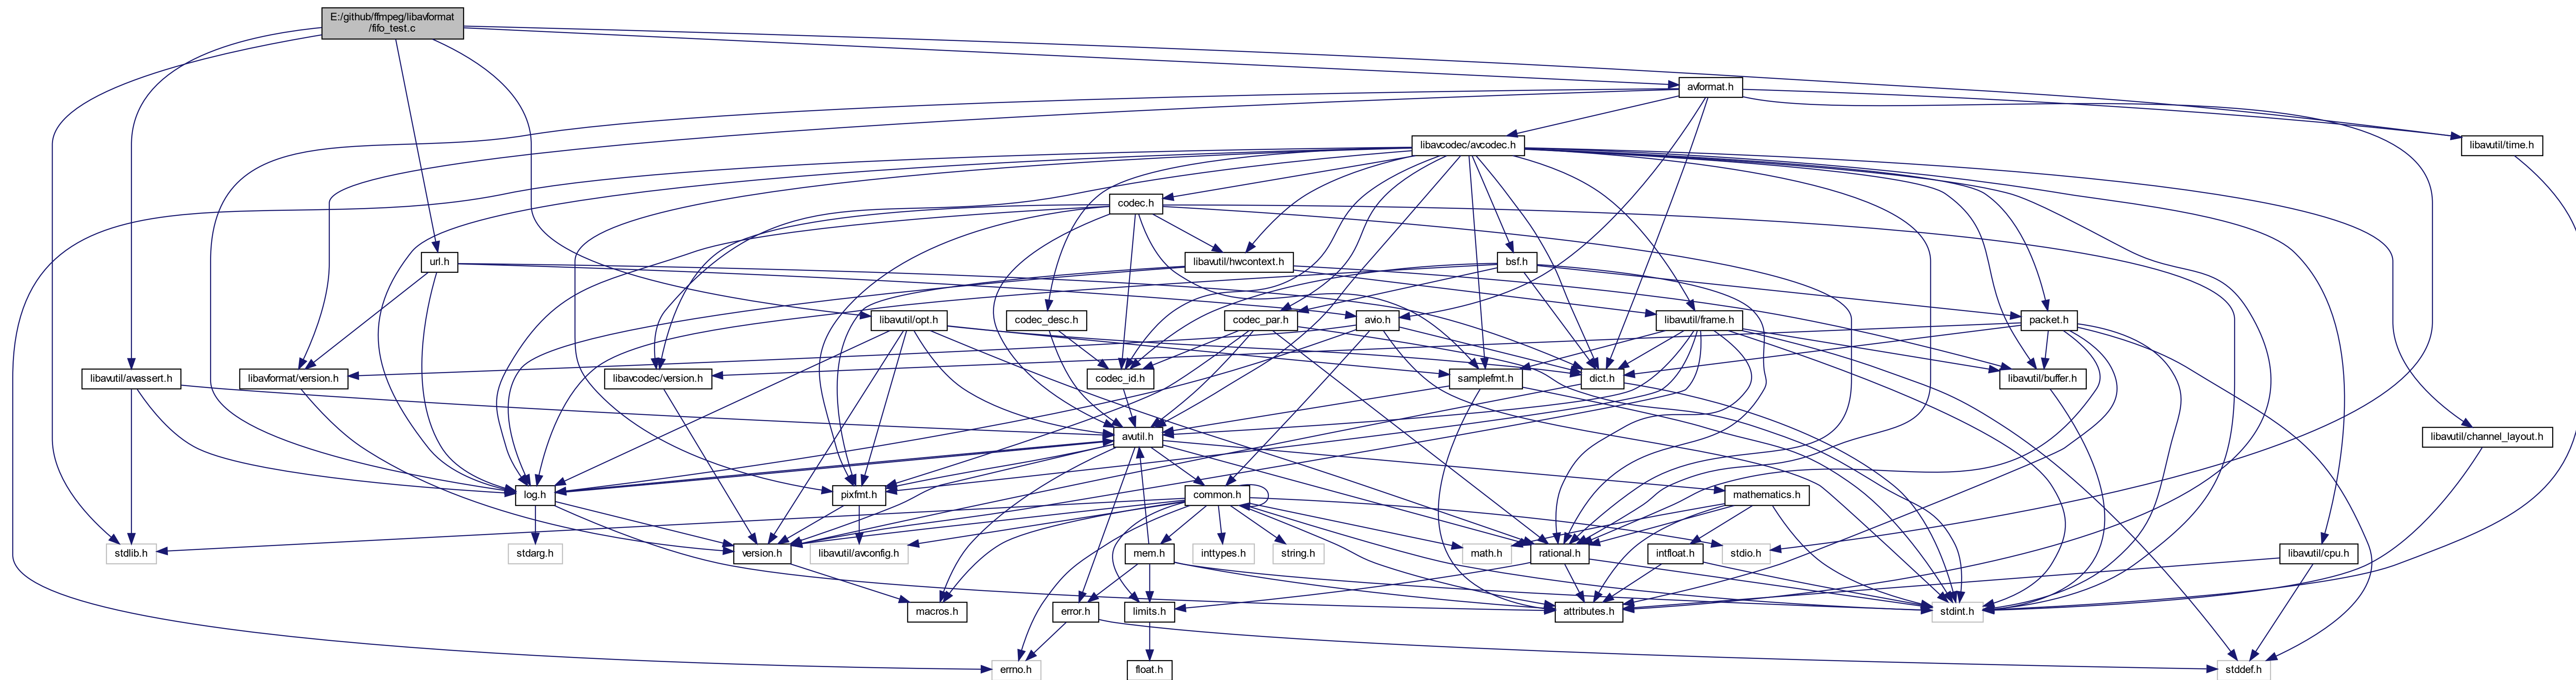 E:/github/ffmpeg/libavformat
/fifo_test.c
avformat.h
libavcodec/avcodec.h
libavutil/time.h
codec.h
url.h
libavutil/hwcontext.h
bsf.h
libavutil/opt.h
codec_desc.h
codec_par.h
avio.h
libavutil/frame.h
packet.h
libavutil/avassert.h
libavformat/version.h
libavcodec/version.h
codec_id.h
samplefmt.h
dict.h
libavutil/buffer.h
avutil.h
libavutil/channel_layout.h
log.h
pixfmt.h
common.h
mathematics.h
stdlib.h
stdarg.h
version.h
libavutil/avconfig.h
mem.h
inttypes.h
string.h
math.h
rational.h
intfloat.h
stdio.h
libavutil/cpu.h
macros.h
error.h
limits.h
attributes.h
stdint.h
errno.h
float.h
stddef.h